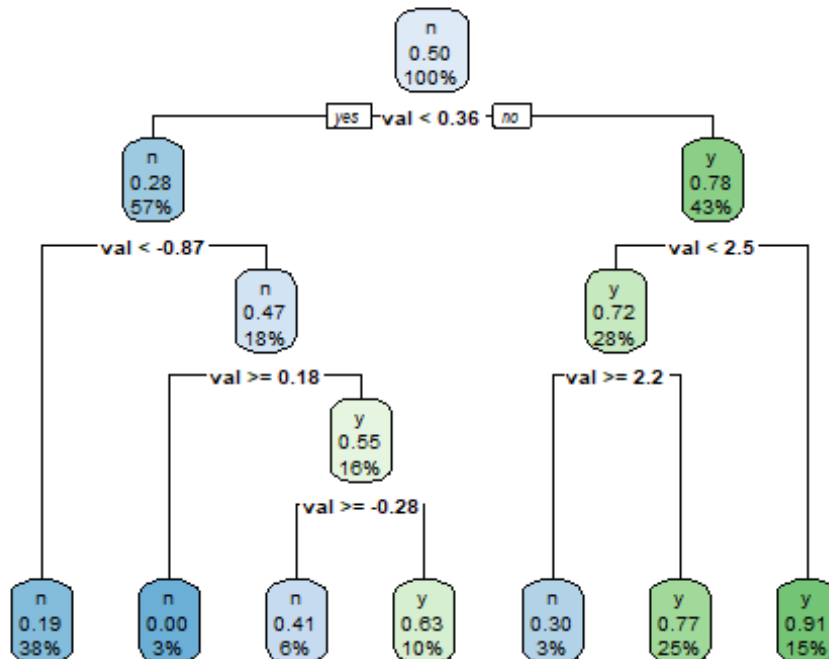 n
0.50
100%
yes val < 0.36 no
n
0.28
57%
y
0.78
43%
val < -0.87
val < 2.5
n
0.47
18%
y
0.72
28%
val >= 0.18
val >= 2.2
y
0.55
16%
val >= -0.28
n
0.19
38%
n
0.00
3%
n
0.41
6%
y
0.63
10%
n
0.30
3%
y
0.77
25%
y
0.91
15%